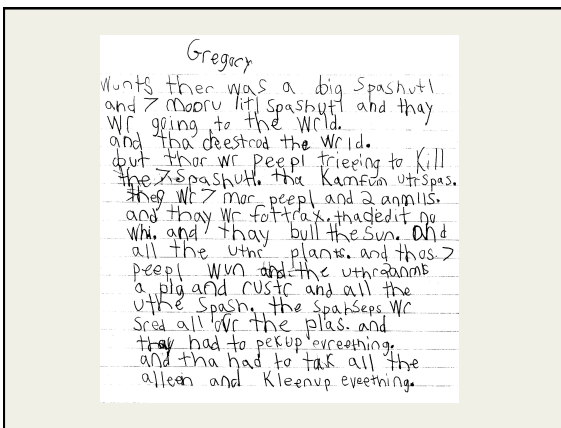 Gregory
Wunts ther was a big Spashutl
and 7 mooru litl Spashutl and thay
Wr going to the Wrld.
and tha deestrod the Wrld.
but ther Wr Peepl trieeing to Kill
the 7 Spashutl. tha Kamfum utrspas.
they Wr 7 mor peepl and 2 anmlls.
and thay Wr fottrax. thadedit no
Whi. and thay bull the Sun. and
all the uthr plants. and thos 7
Peepl Wun and the uthr 2 anmls
a pig and rustr and all the
uthe Spash. the Spahseps Wr
Sred all ovr the plas. and
thay had to pekup evreething.
and tha had to tak all the
alleen and Kleenup eveething.